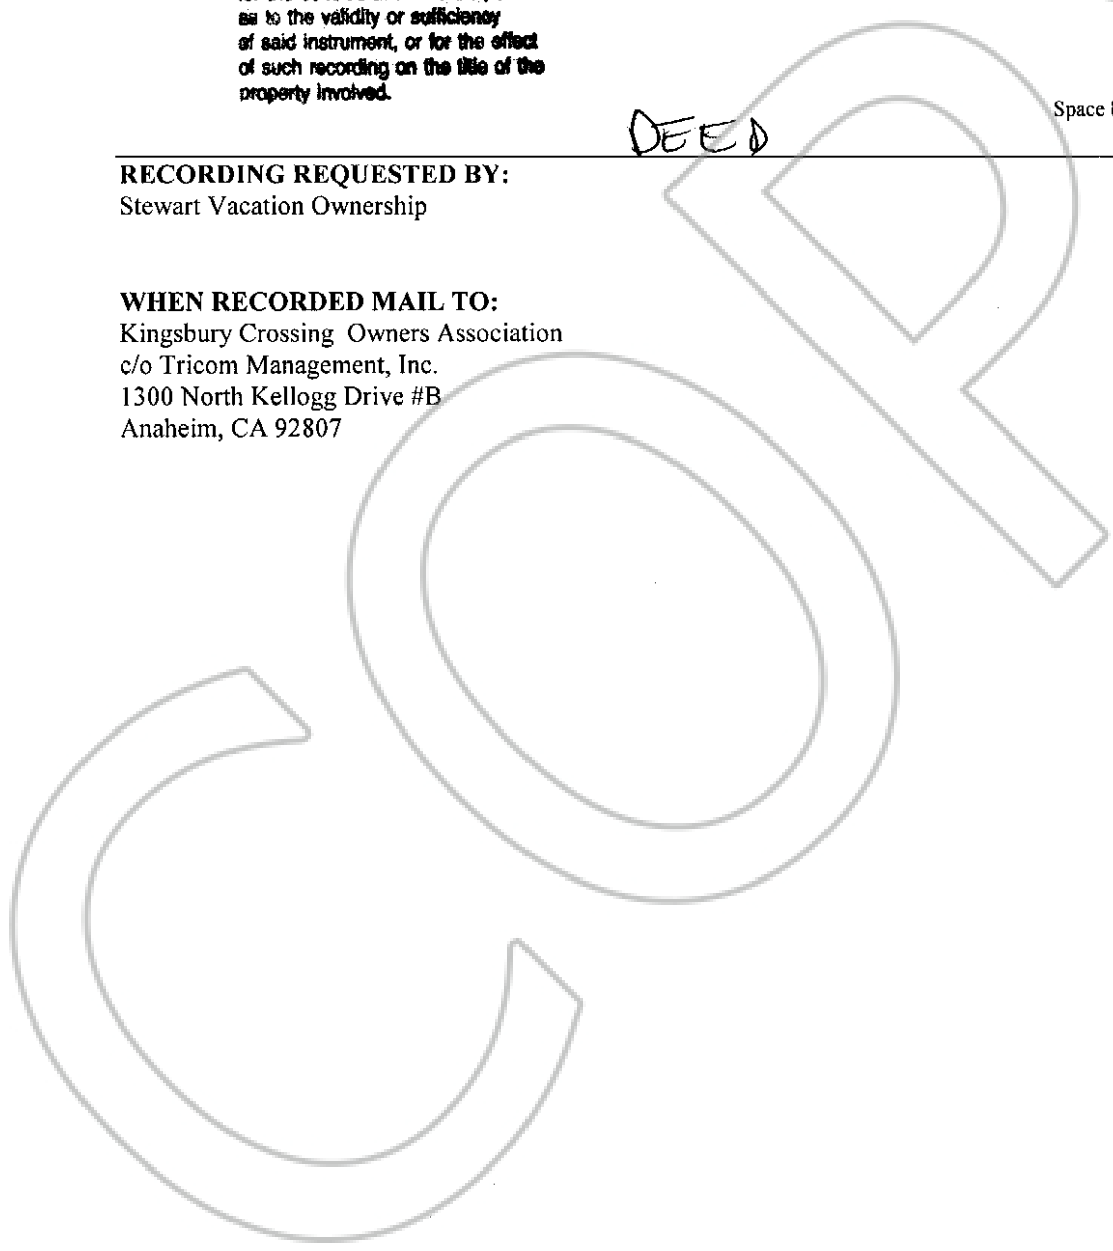 as to the validity or sufficiency
of said instrument, or for the effect
of such recording on the title of the
property involved.
DEED
Space
RECORDING REQUESTED BY:
Stewart Vacation Ownership
WHEN RECORDED MAIL TO:
Kingsbury Crossing Owners Association
c/o Tricom Management, Inc.
1300 North Kellogg Drive #B
Anaheim, CA 92807
COP